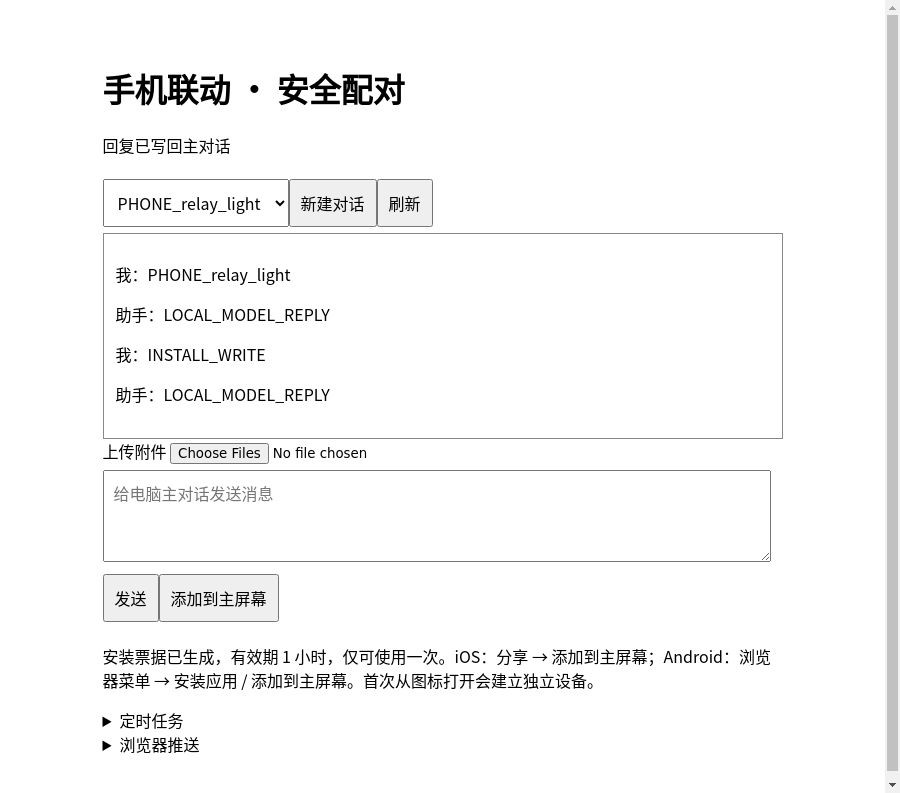 手机联动 · 安全配对
回复已写回主对话
PHONE_relay_light 新建对话 刷新
我：PHONE_relay_light
助手：LOCAL_MODEL_REPLY
我：INSTALL_WRITE
助手：LOCAL_MODEL_REPLY
上传附件 Choose Files No file chosen
给电脑主对话发送消息
发送 添加到主屏幕
安装票据已生成，有效期 1 小时，仅可使用一次。iOS：分享 → 添加到主屏幕；Android：浏览
器菜单 → 安装应用 / 添加到主屏幕。首次从图标打开会建立独立设备。
定时任务
浏览器推送